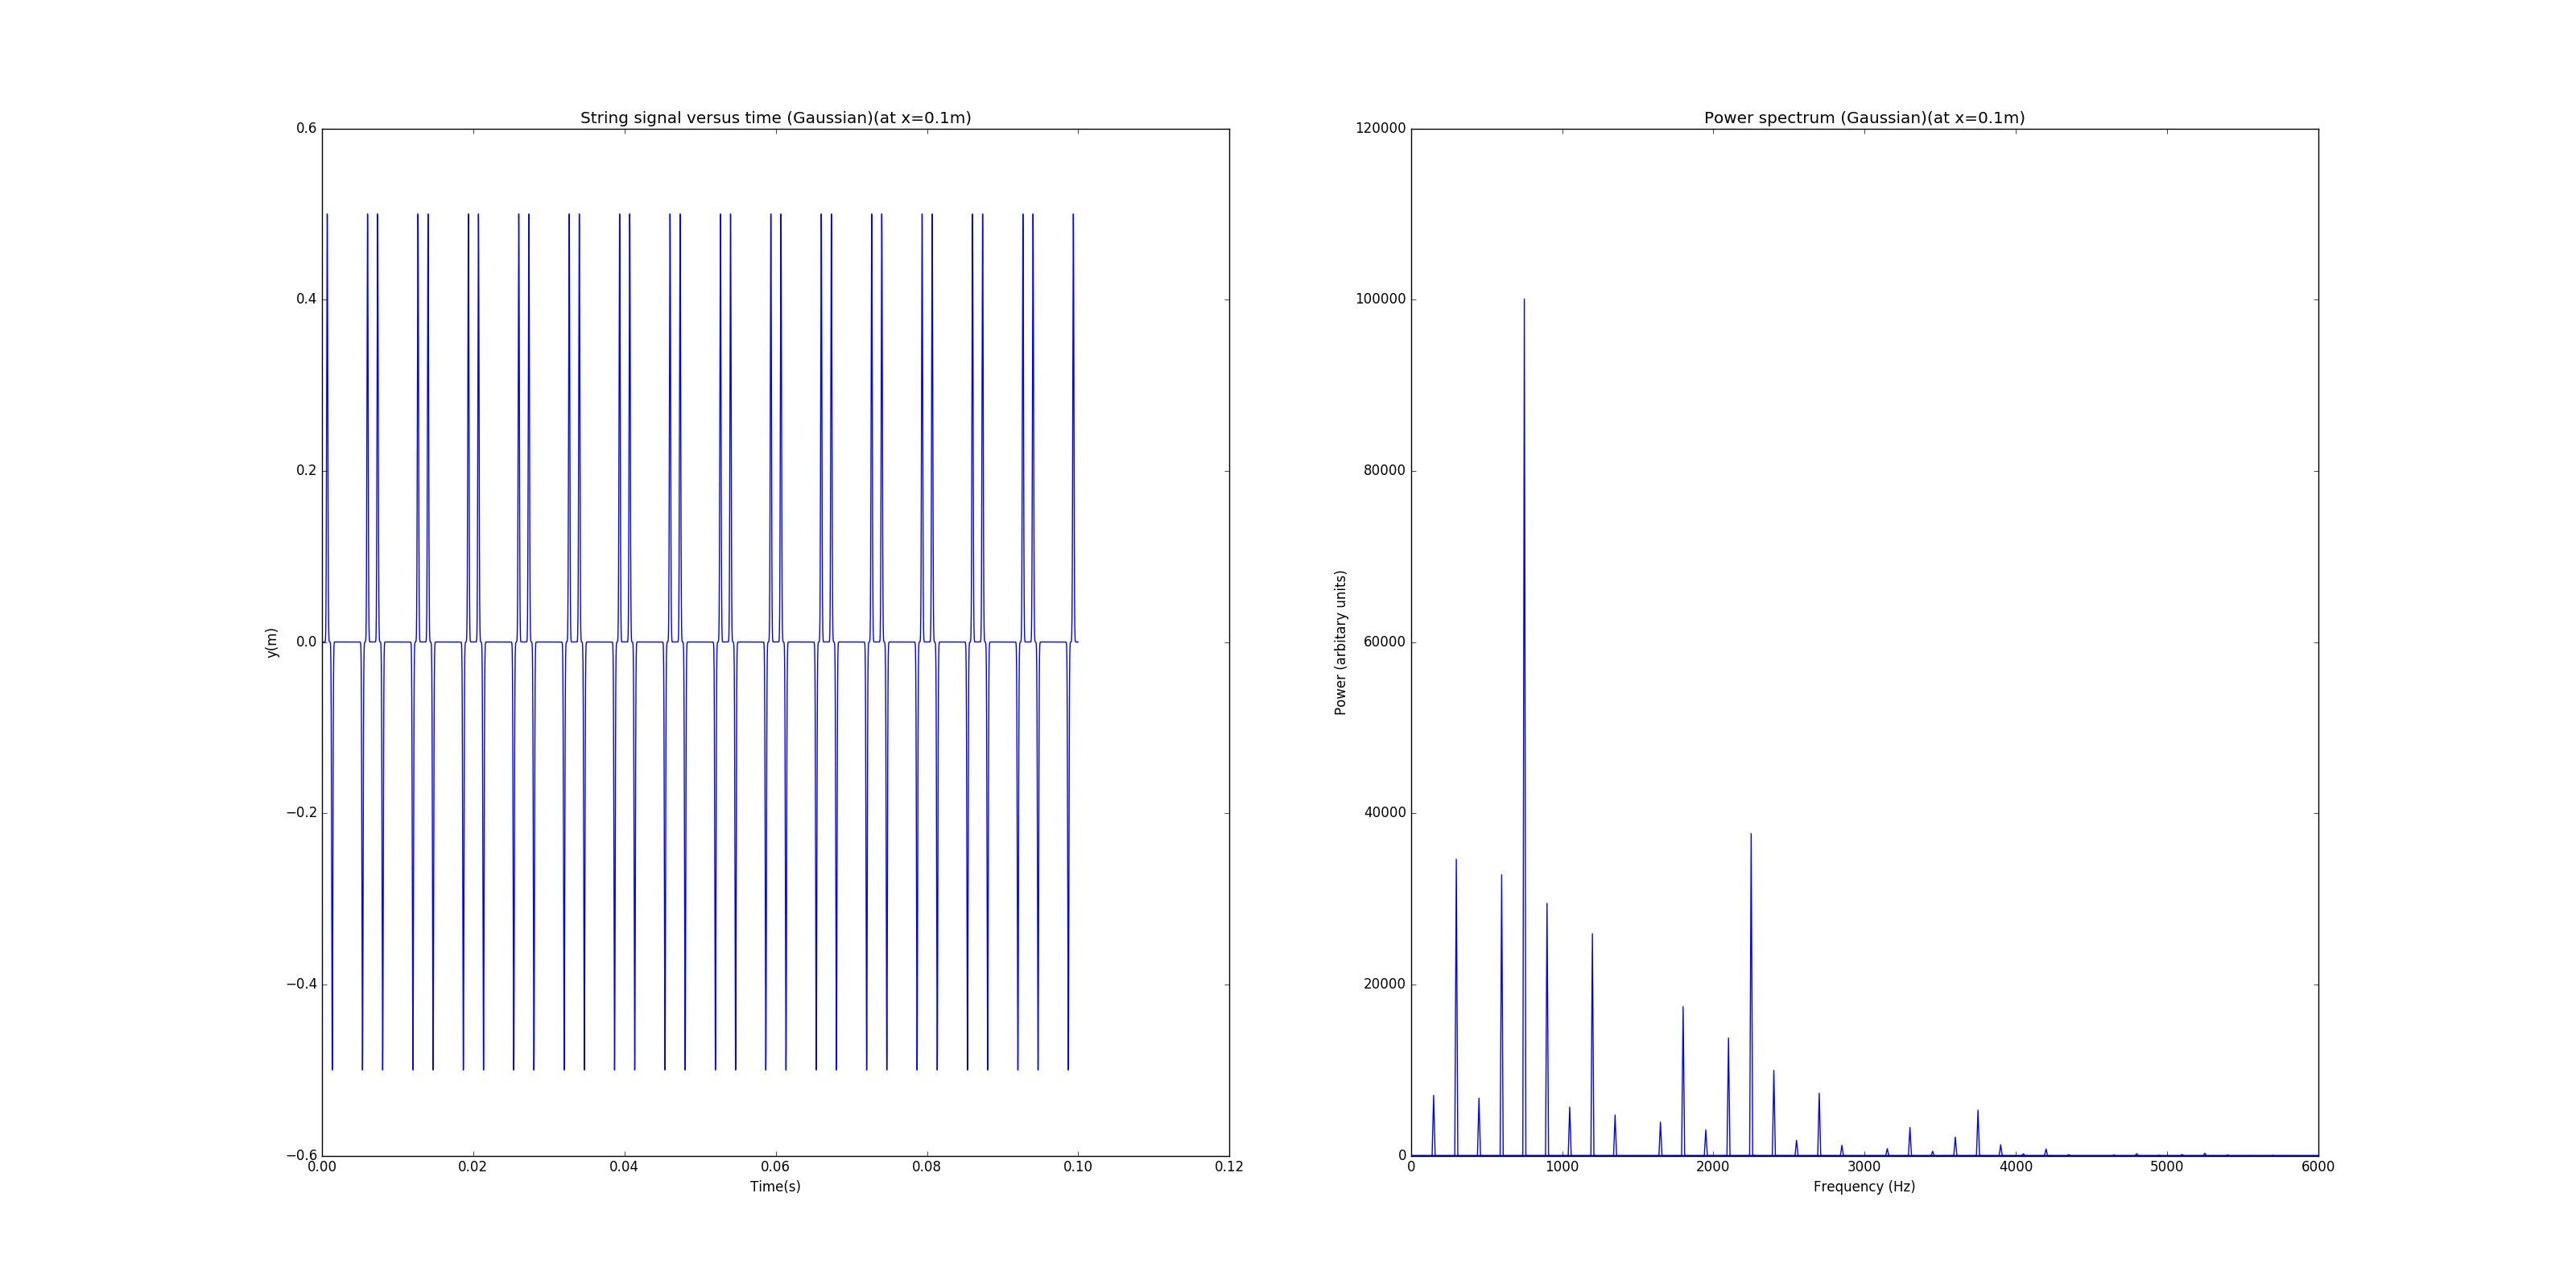 String signal versus time (Gaussian)(at x=0.1m)
0.6
0.4
0.2
0.0
−0.2
−0.4
−0.6
y(m)
0.00 0.02 0.04 0.06 0.08 0.10 0.12
Time(s)
Power spectrum (Gaussian)(at x=0.1m)
120000
100000
80000
60000
40000
20000
0
Power (arbitary units)
0 1000 2000 3000 4000 5000 6000
Frequency (Hz)